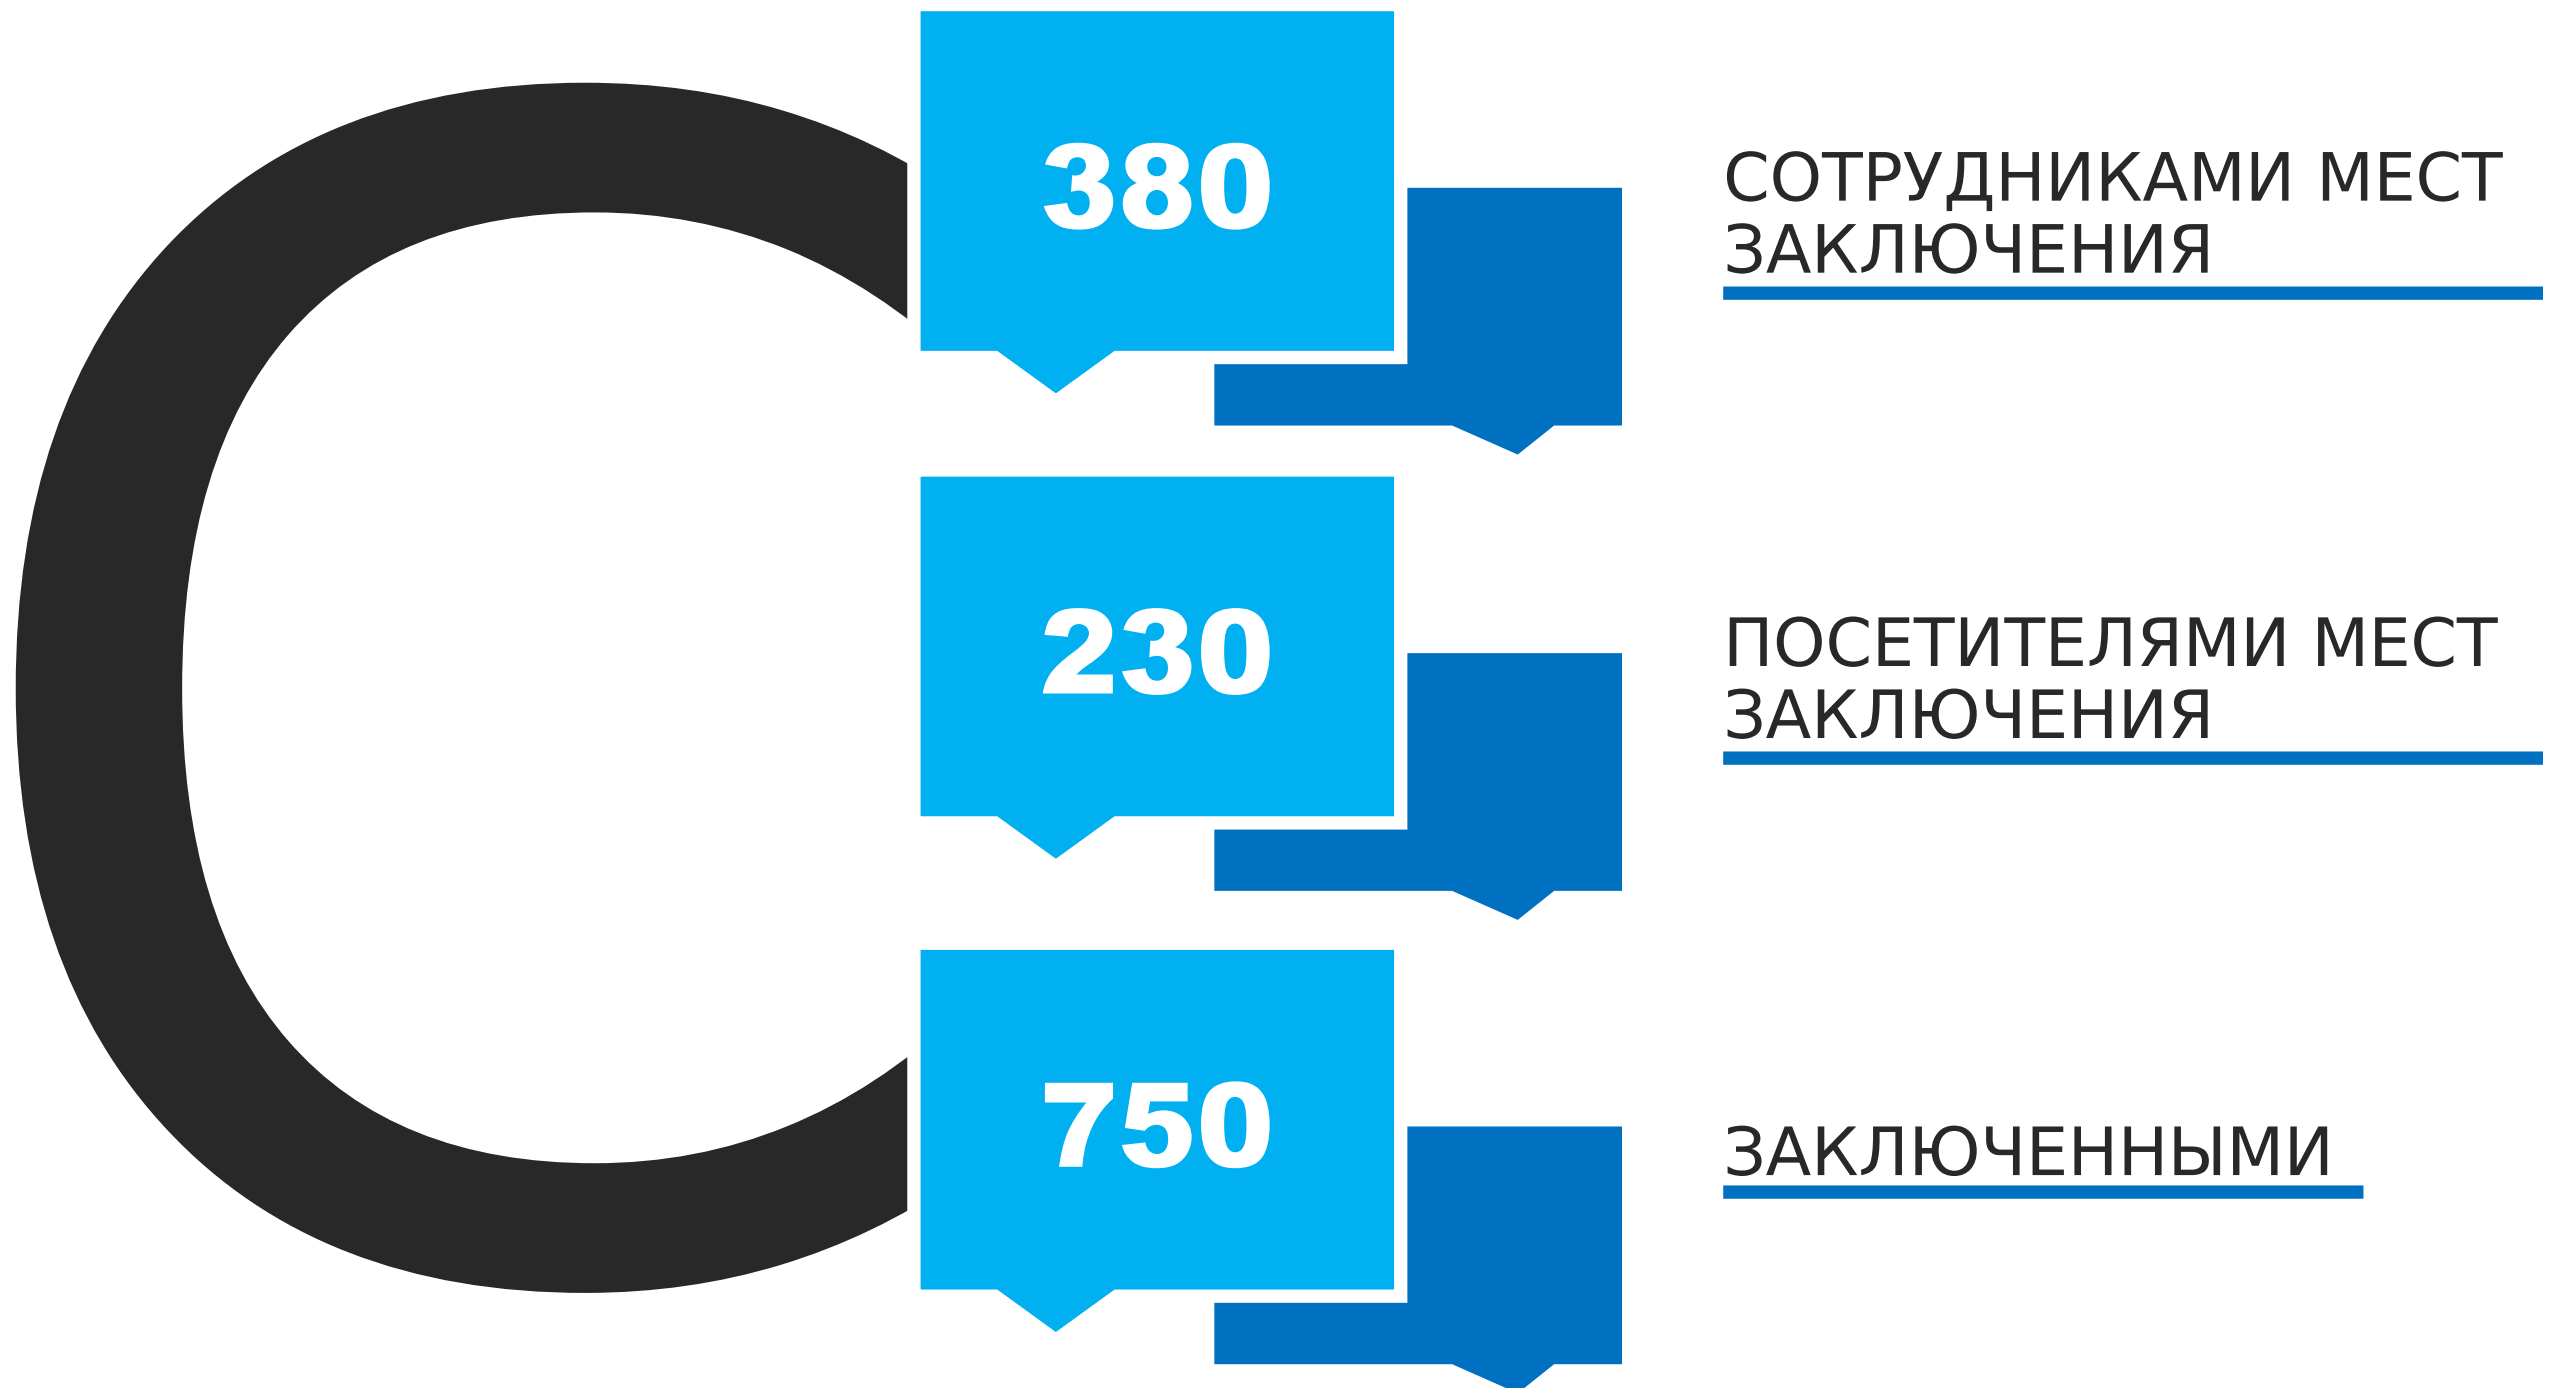 С
380
СОТРУДНИКАМИ МЕСТ
ЗАКЛЮЧЕНИЯ
230
ПОСЕТИТЕЛЯМИ МЕСТ
ЗАКЛЮЧЕНИЯ
750
ЗАКЛЮЧЕННЫМИ